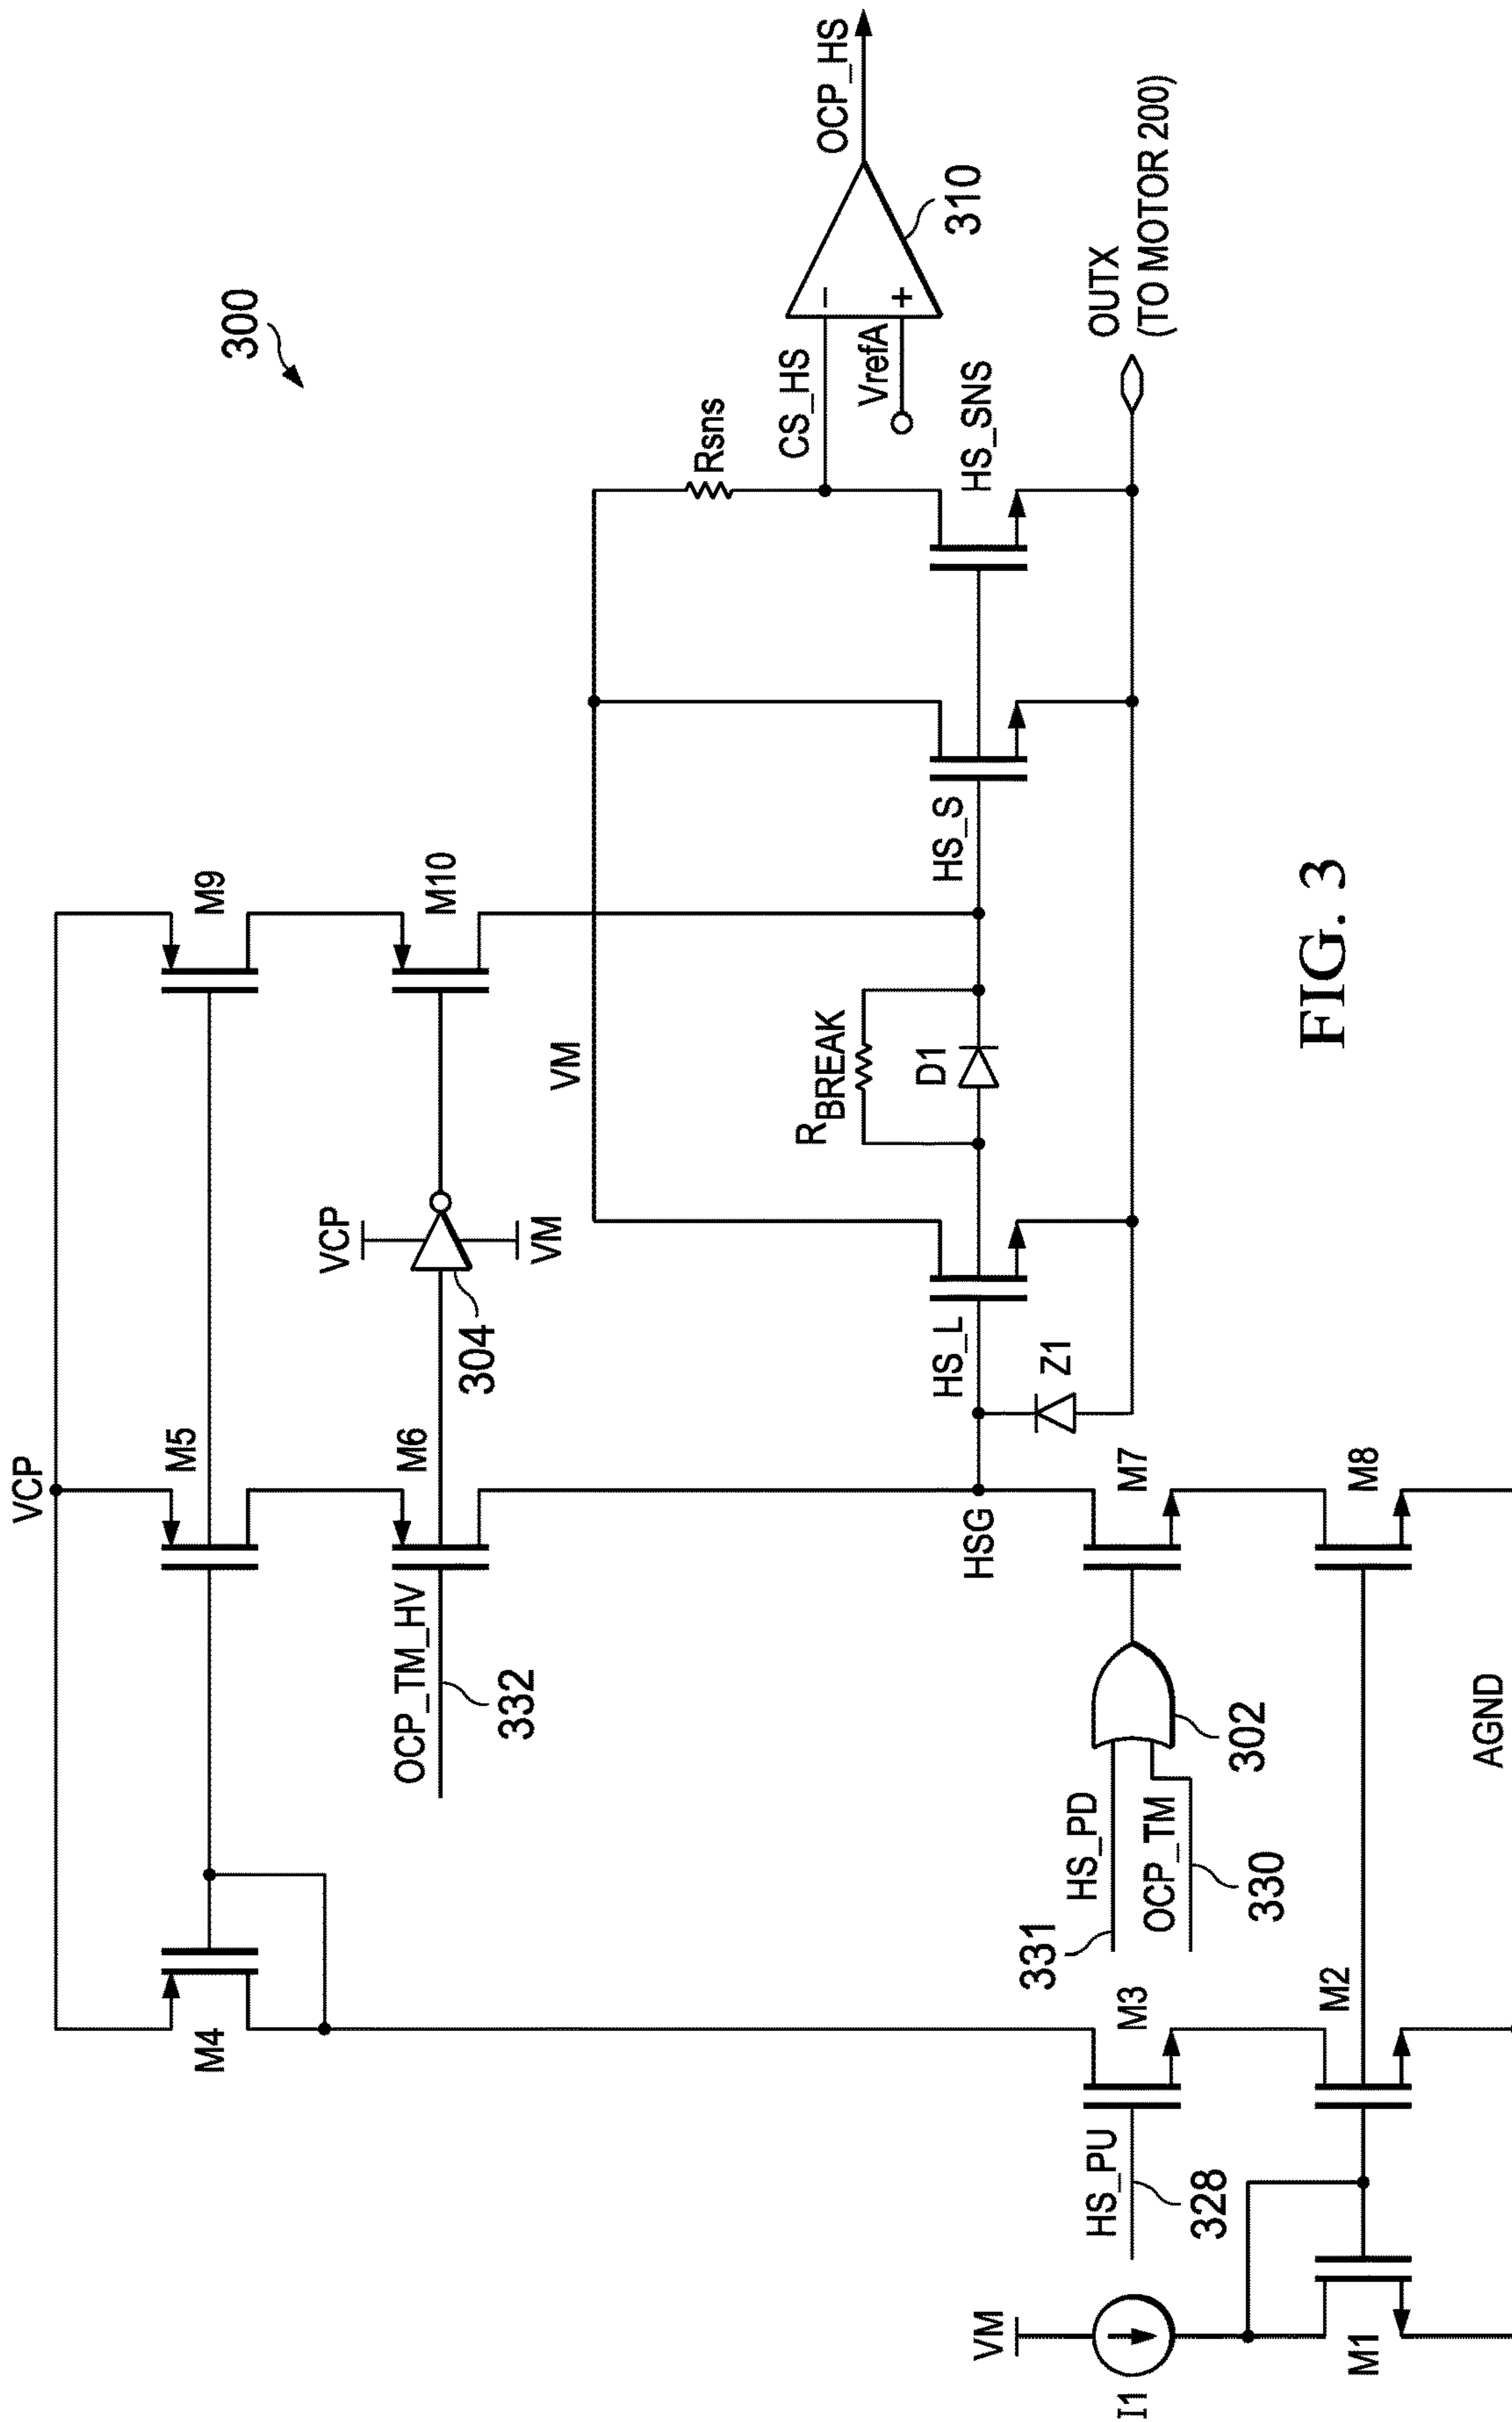 300
VCP
M4
M5
M9
OCP_TM_HV
332
M6
304
VCP
VM
M10
VM
Rsns
CS_HS
VrefA
−
+
310
OCP_HS
HSG
HS_L
Z1
R_BREAK
D1
HS_S
HS_SNS
OUTX
(TO MOTOR 200)
VM
I1
HS_PU
328
M3
331
HS_PD
OCP_TM
330
302
M7
M1
M2
M8
AGND
FIG. 3